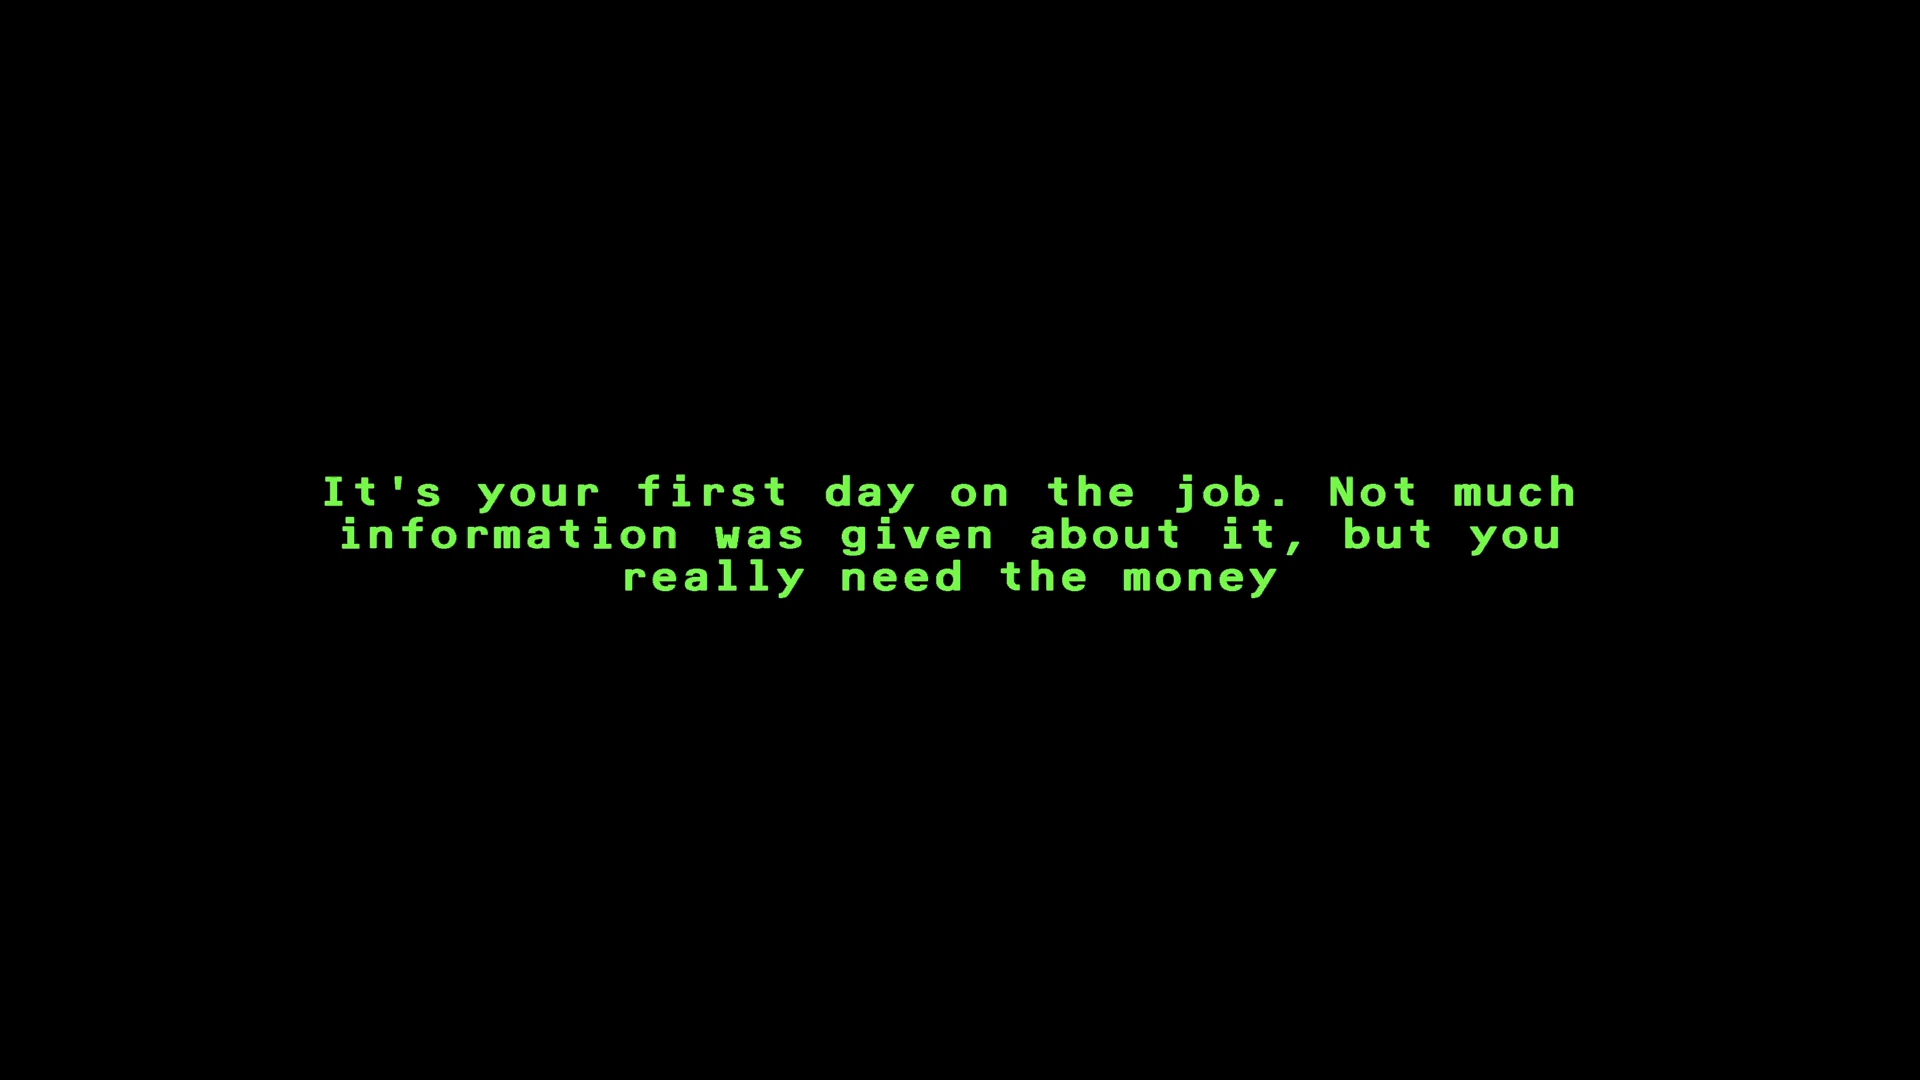 It's your first day on the job. Not much
information was given about it, but you
really need the money